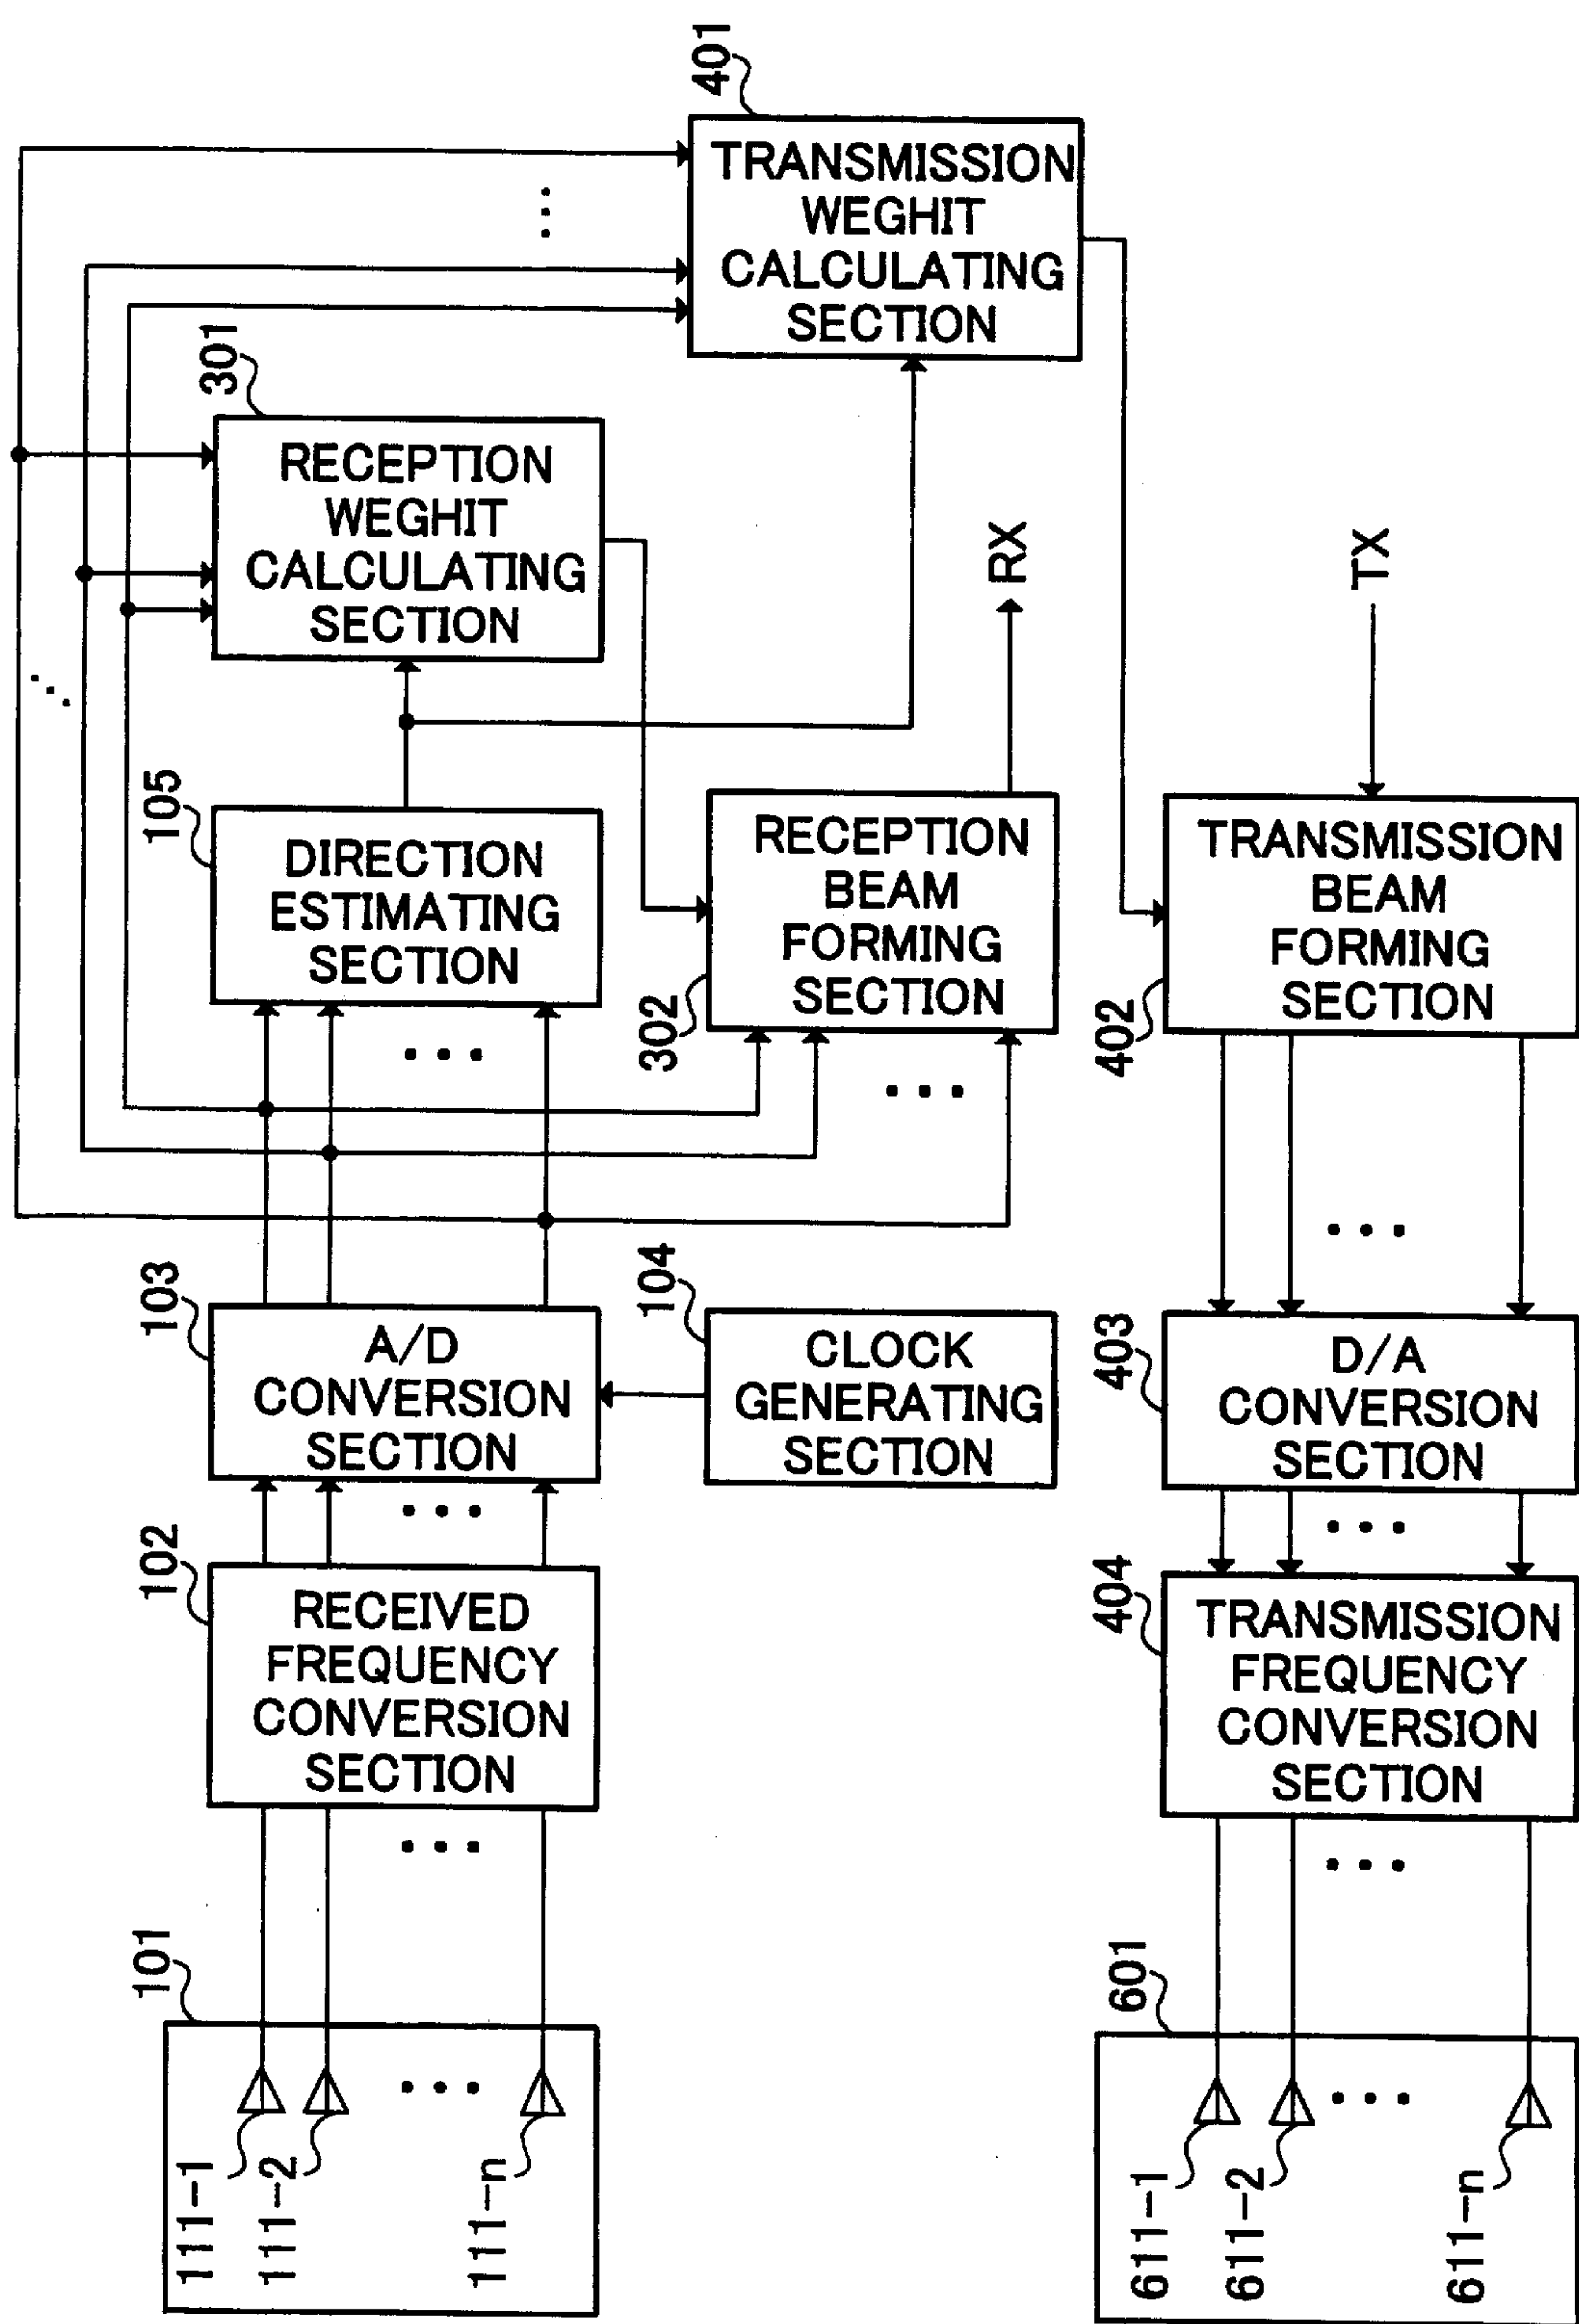 101
111-1
111-2
111-n
102
RECEIVED
FREQUENCY
CONVERSION
SECTION
103
A/D
CONVERSION
SECTION
104
CLOCK
GENERATING
SECTION
105
DIRECTION
ESTIMATING
SECTION
301
RECEPTION
WEGHIT
CALCULATING
SECTION
302
RECEPTION
BEAM
FORMING
SECTION
RX
401
TRANSMISSION
WEGHIT
CALCULATING
SECTION
601
611-1
611-2
611-n
404
TRANSMISSION
FREQUENCY
CONVERSION
SECTION
403
D/A
CONVERSION
SECTION
402
TRANSMISSION
BEAM
FORMING
SECTION
TX